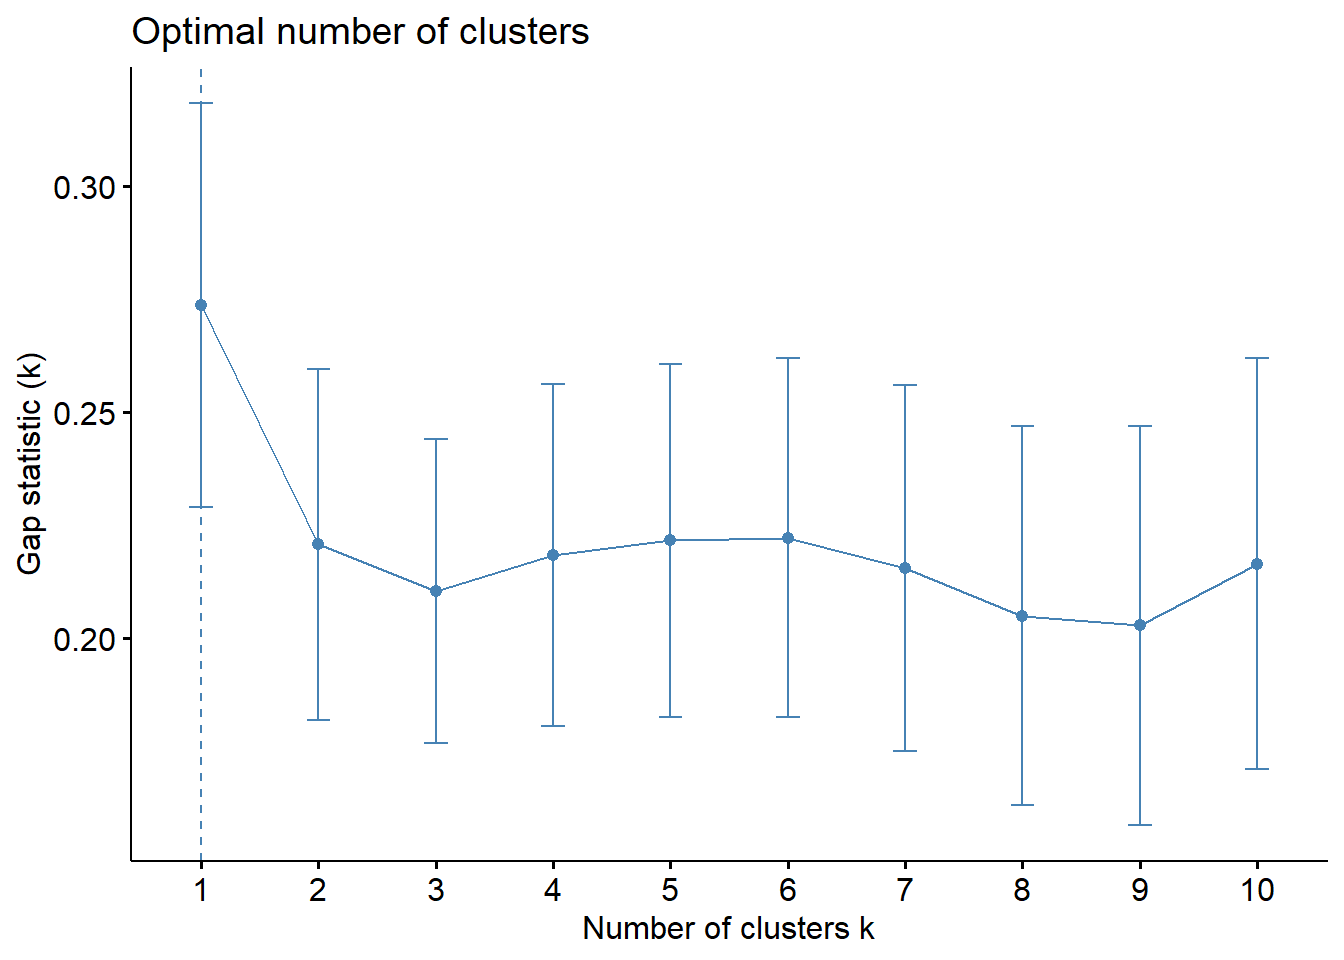 Optimal number of clusters
Gap statistic (k)
0.30
0.25
0.20
1 2 3 4 5 6 7 8 9 10
Number of clusters k